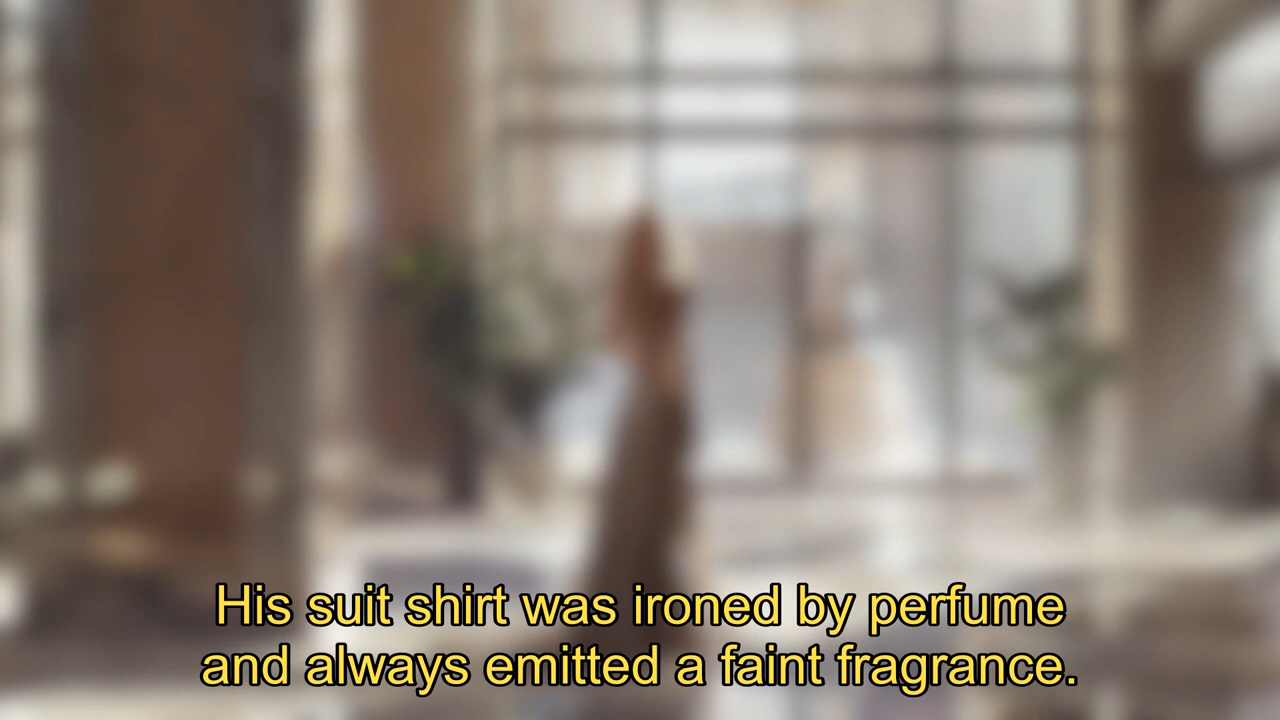 His suit shirt was ironed by perfume
and always emitted a faint fragrance.